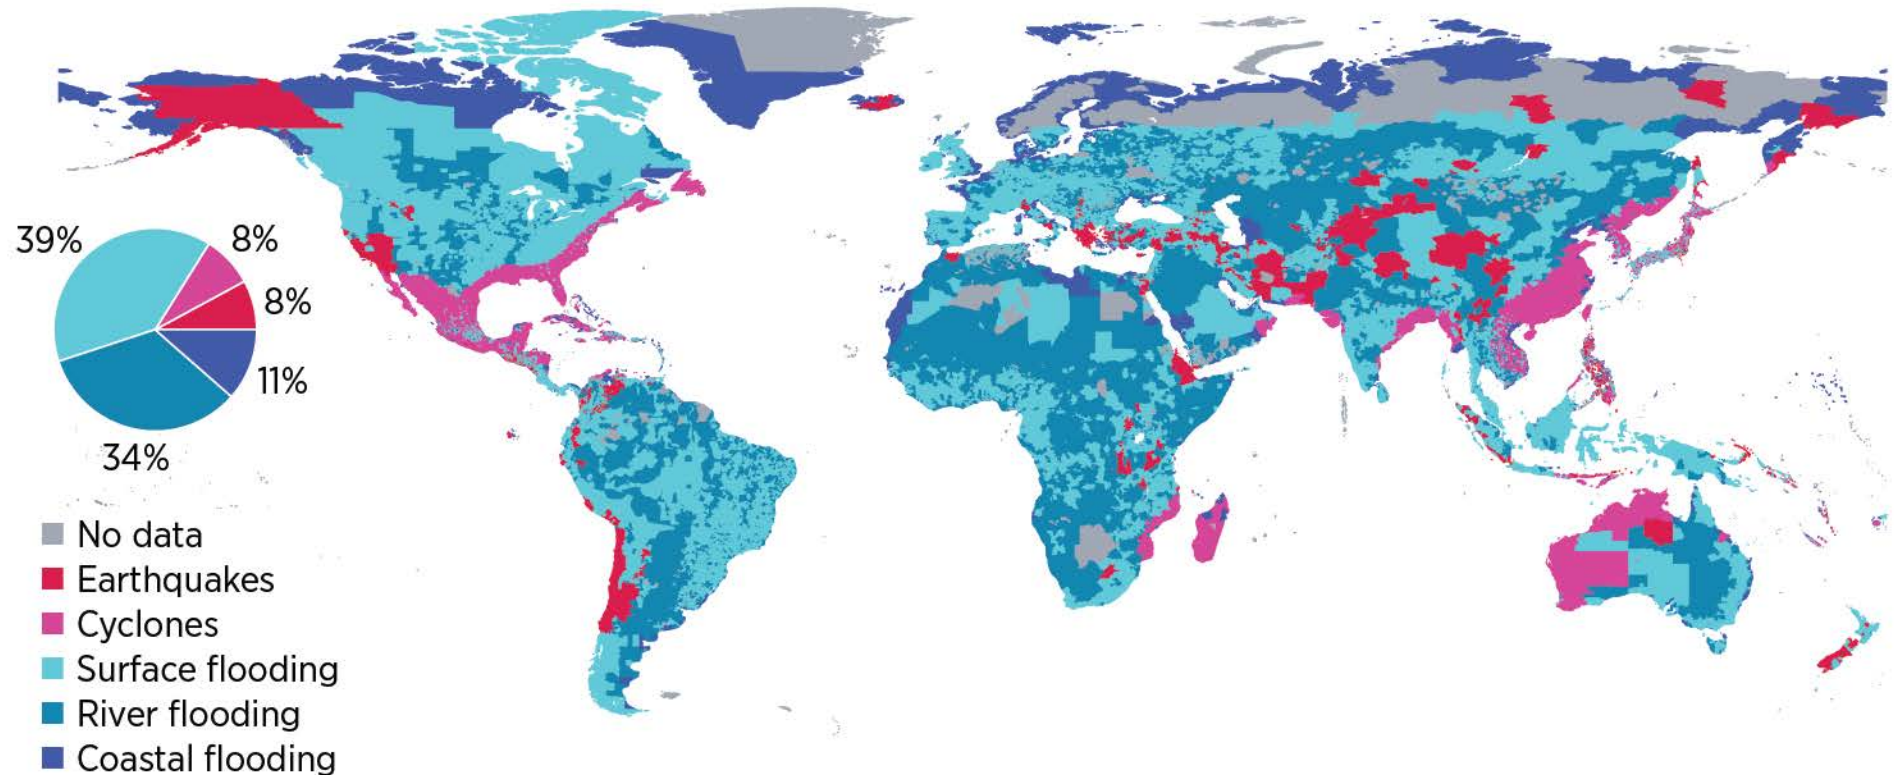 39%
8%
8%
11%
34%
No data
Earthquakes
Cyclones
Surface flooding
River flooding
Coastal flooding